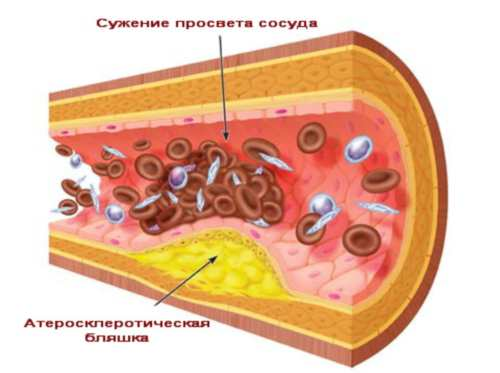 Сужение просвета сосуда
Атеросклеротическая
бляшка